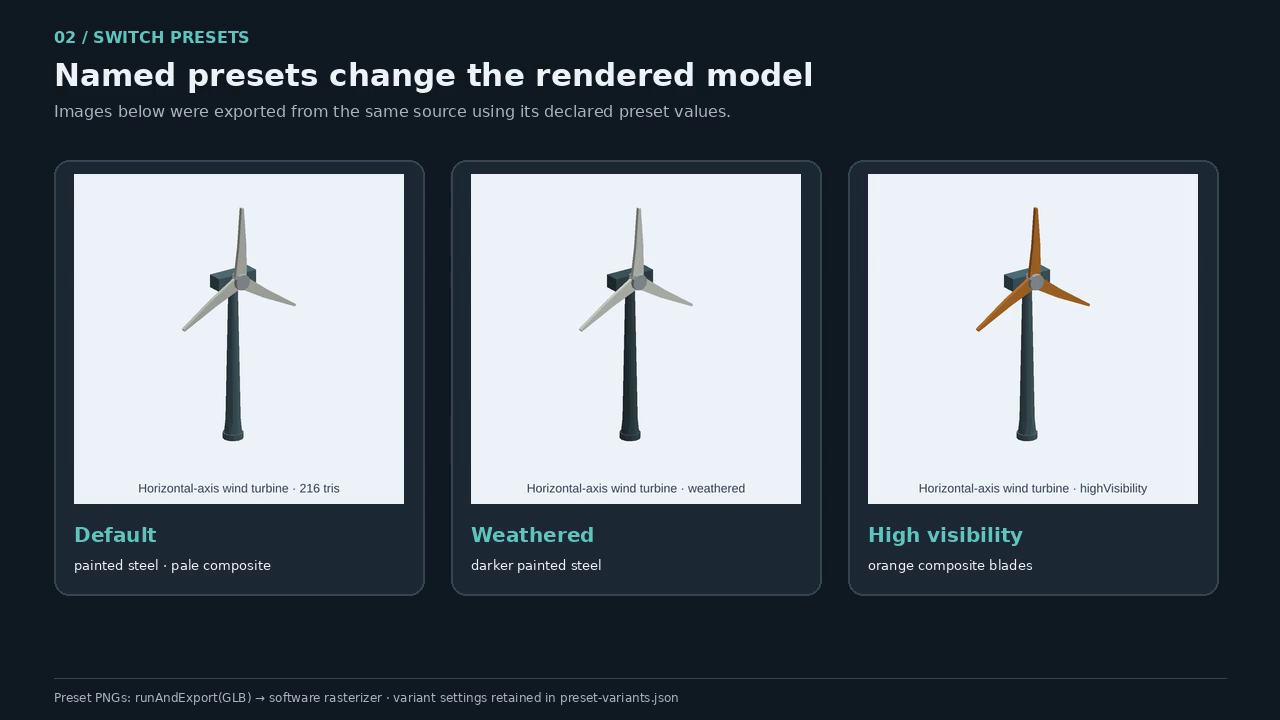 02 / SWITCH PRESETS
Named presets change the rendered model
Images below were exported from the same source using its declared preset values.
Horizontal-axis wind turbine · 216 tris
Default
painted steel · pale composite
Horizontal-axis wind turbine · weathered
Weathered
darker painted steel
Horizontal-axis wind turbine · highVisibility
High visibility
orange composite blades
Preset PNGs: runAndExport(GLB) → software rasterizer · variant settings retained in preset-variants.json